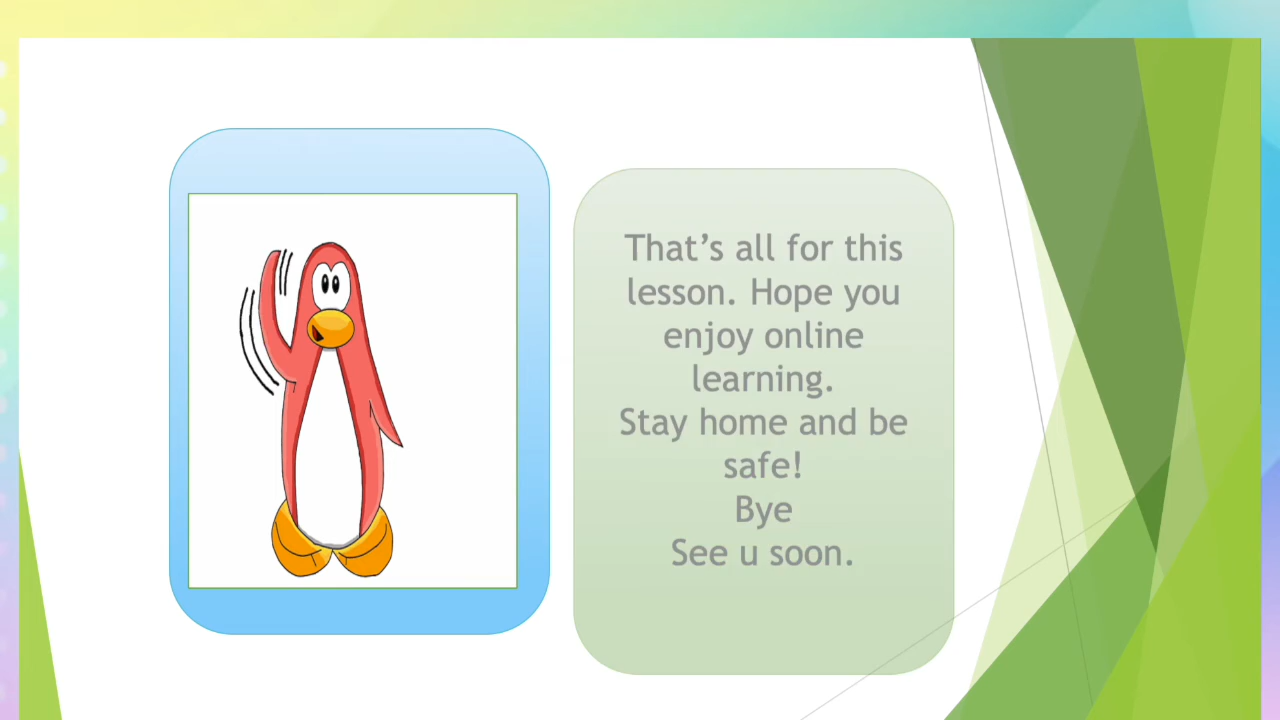 That’s all for this
lesson. Hope you
enjoy online
learning.
Stay home and be
safe!
Bye
See u soon.